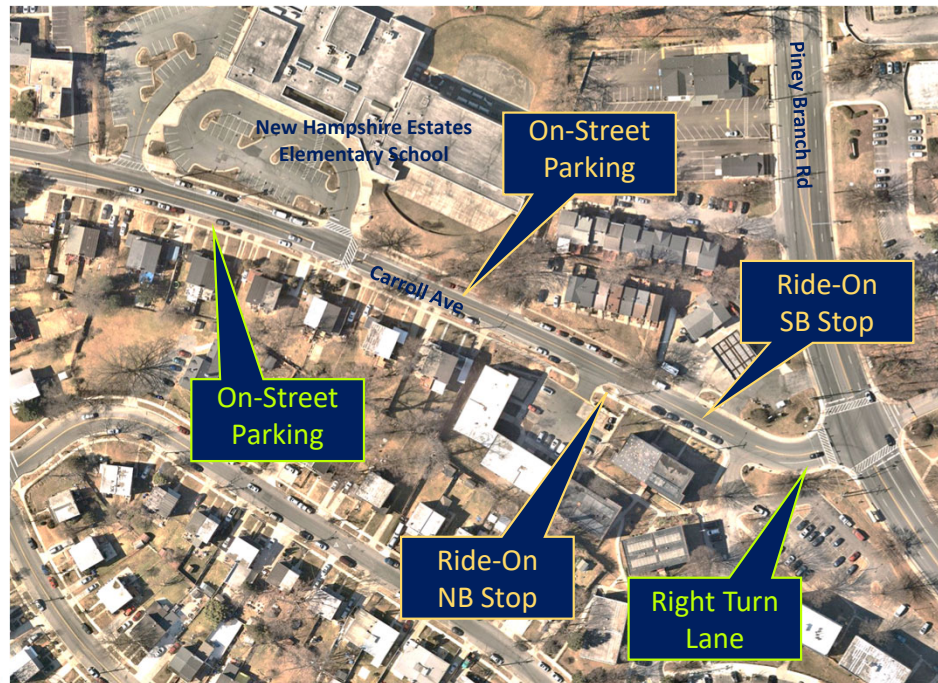 New Hampshire Estates
Elementary School
On-Street
Parking
Piney Branch Rd
Carroll Ave
Ride-On
SB Stop
On-Street
Parking
Ride-On
NB Stop
Right Turn
Lane